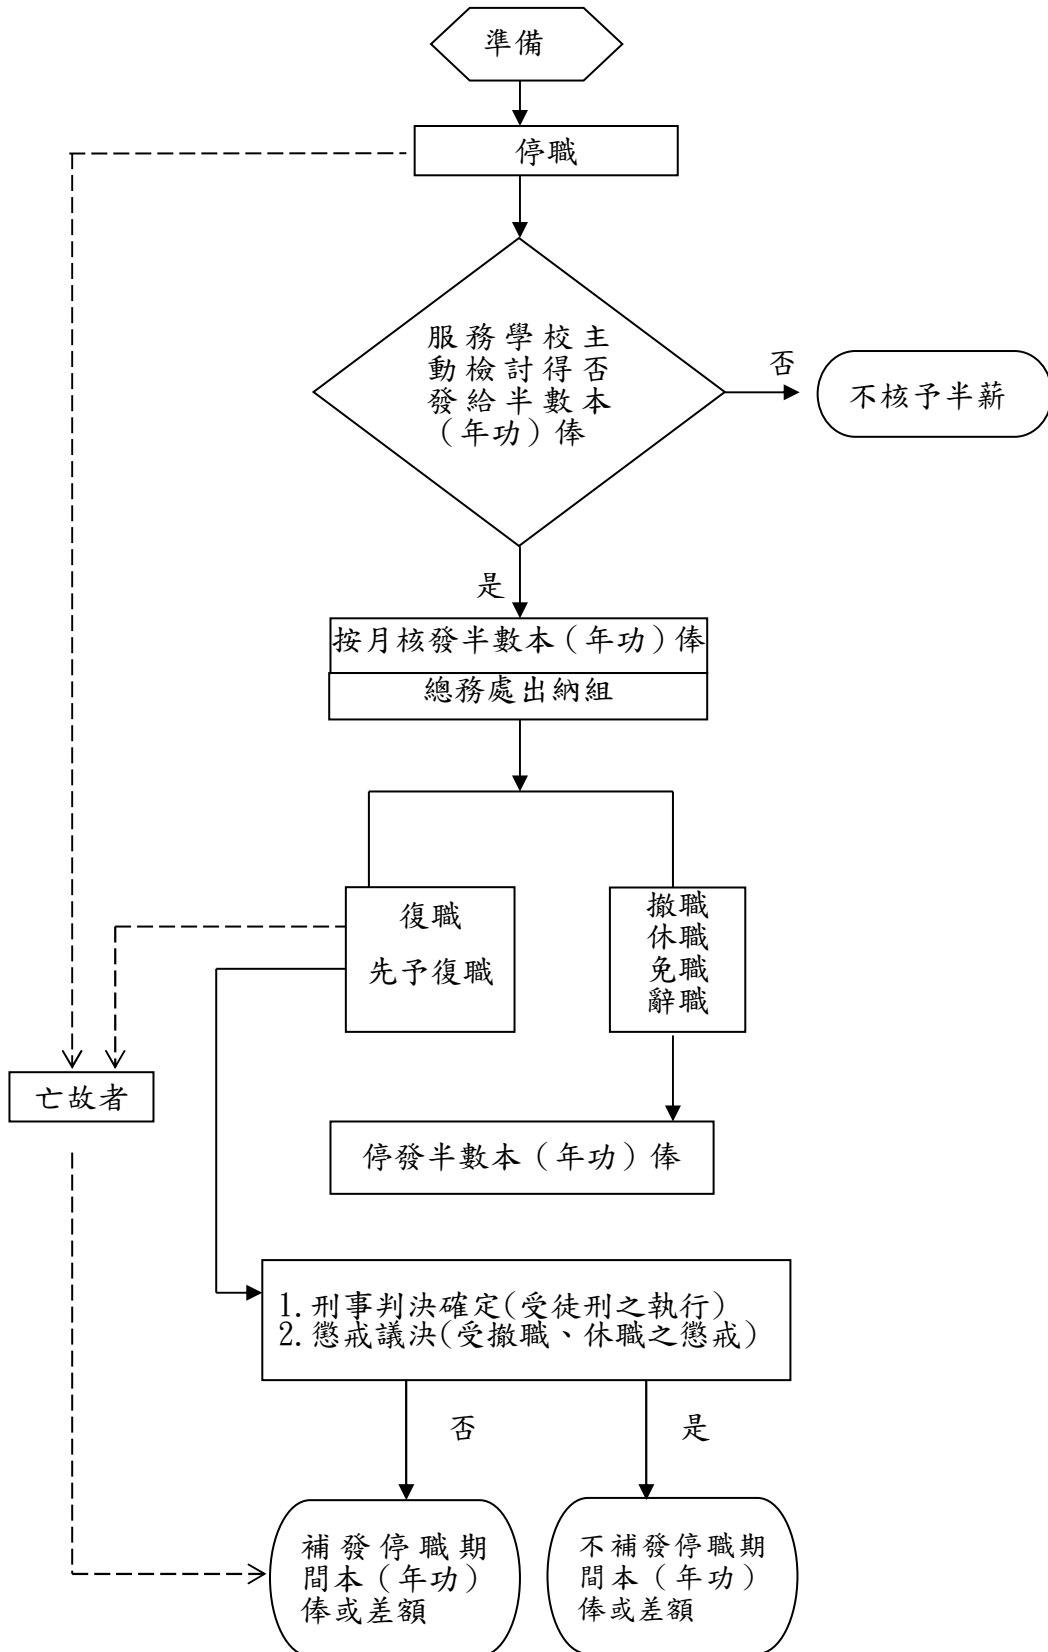 準備
停職
服務學校主
動檢討得否
發給半數本
（年功）俸
否
不核予半薪
是
按月核發半數本（年功）俸
總務處出納組
復職
先予復職
撤職
休職
免職
辭職
亡故者
停發半數本（年功）俸
1.刑事判決確定(受徒刑之執行)
2.懲戒議決(受撤職、休職之懲戒)
否
是
補發停職期
間本（年功）
俸或差額
不補發停職期
間本（年功）
俸或差額